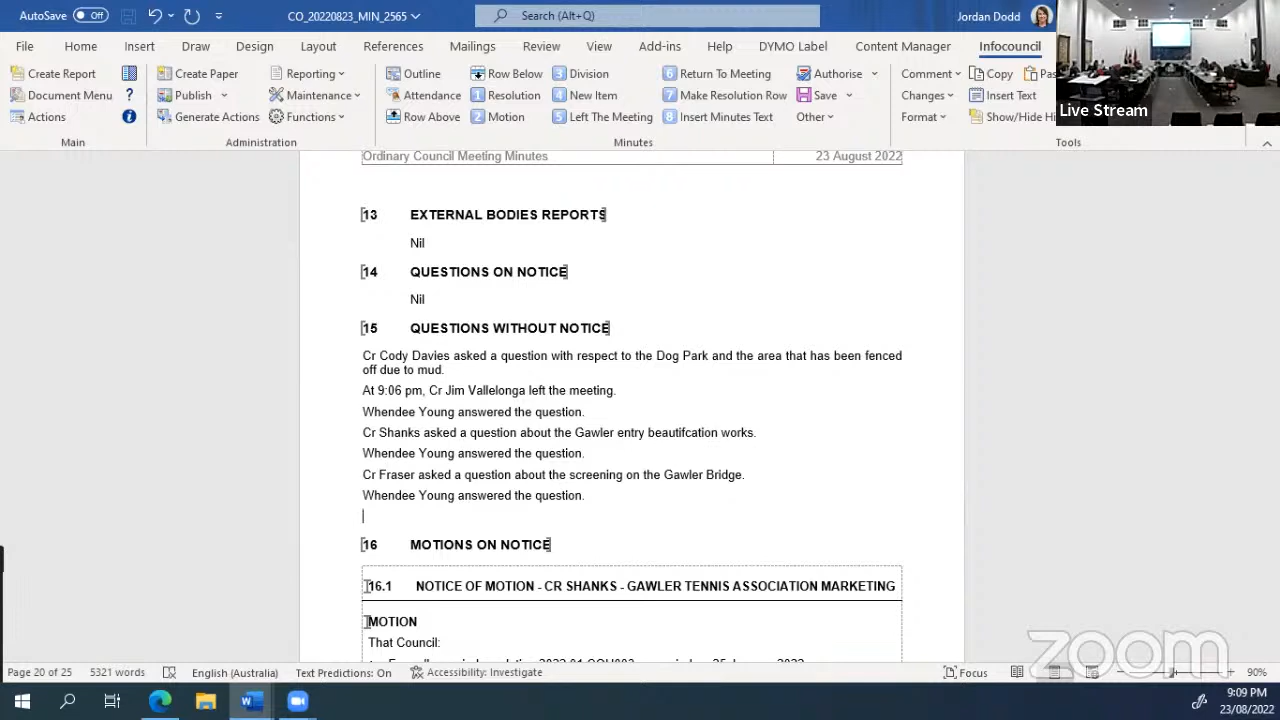 AutoSave Off CO_20220823_MIN_2565 Search (Alt+Q) Jordan Dodd
File Home Insert Draw Design Layout References Mailings Review View Add-ins Help DYMO Label Content Manager Infocouncil
Create Report Create Paper Reporting Outline Row Below 3 Division 6 Return To Meeting Authorise Comment Copy
Document Menu ? Publish Maintenance Attendance 1 Resolution 4 New Item 7 Make Resolution Row Save Changes Insert Text
Actions Generate Actions Functions Row Above 2 Motion 5 Left The Meeting 8 Insert Minutes Text Other Format Show/Hide
Main Administration Minutes Tools
Live Stream
Ordinary Council Meeting Minutes 23 August 2022
13 EXTERNAL BODIES REPORTS
Nil
14 QUESTIONS ON NOTICE
Nil
15 QUESTIONS WITHOUT NOTICE
Cr Cody Davies asked a question with respect to the Dog Park and the area that has been fenced
off due to mud.
At 9:06 pm, Cr Jim Vallelonga left the meeting.
Whendee Young answered the question.
Cr Shanks asked a question about the Gawler entry beautifcation works.
Whendee Young answered the question.
Cr Fraser asked a question about the screening on the Gawler Bridge.
Whendee Young answered the question.
16 MOTIONS ON NOTICE
16.1 NOTICE OF MOTION - CR SHANKS - GAWLER TENNIS ASSOCIATION MARKETING
MOTION
That Council:
zoom
Page 20 of 25 5321 words English (Australia) Text Predictions: On Accessibility: Investigate Focus 90%
9:09 PM
23/08/2022